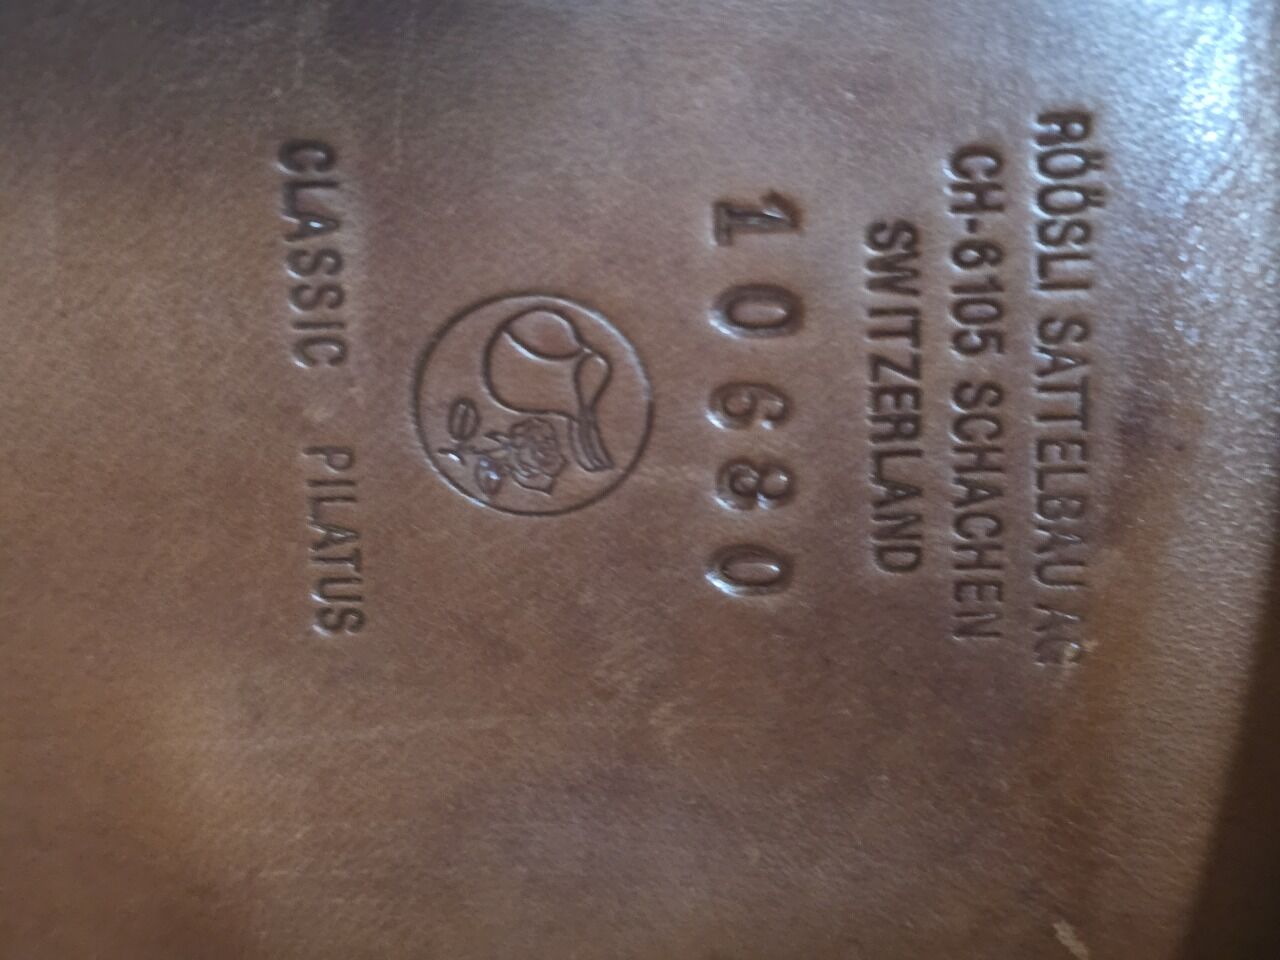 RÖÖSLI SATTELBAU AG
CH-6105 SCHACHEN
SWITZERLAND
10680
CLASSIC PILATUS